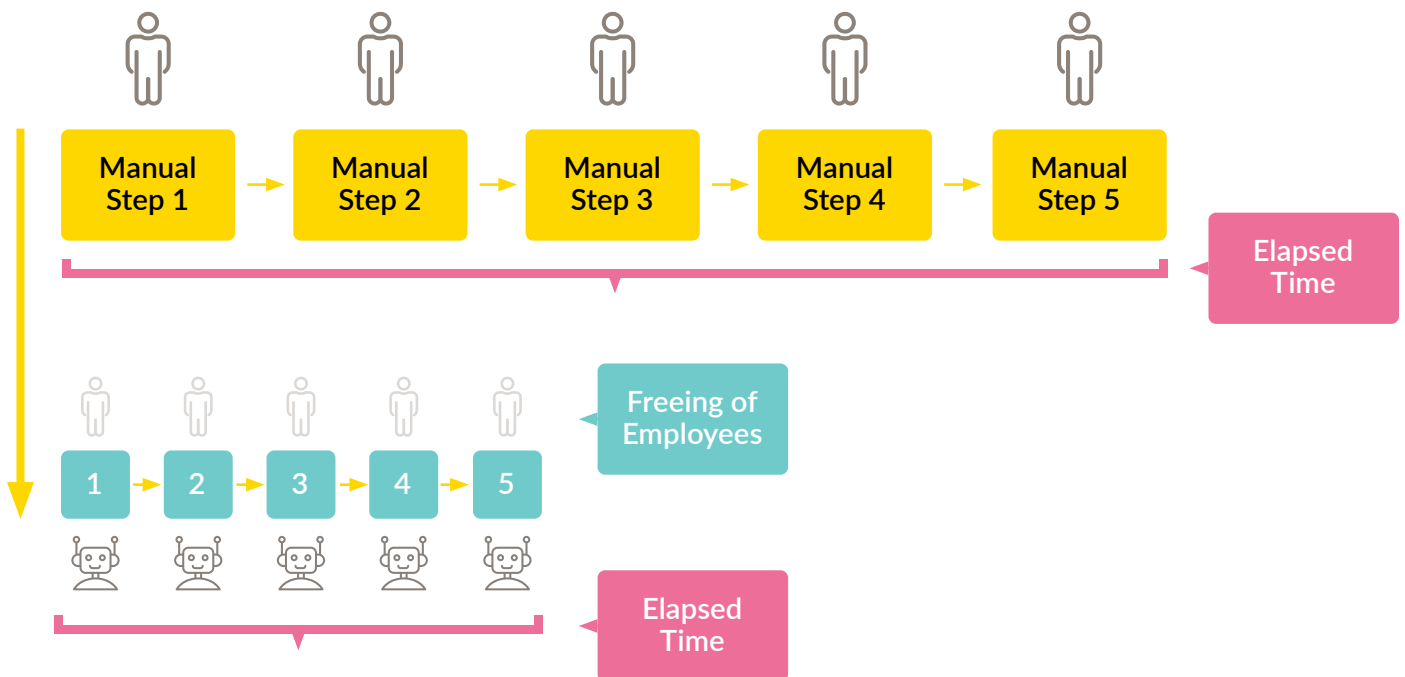 Manual
Step 1
Manual
Step 2
Manual
Step 3
Manual
Step 4
Manual
Step 5
Elapsed
Time
Freeing of
Employees
1
2
3
4
5
Elapsed
Time